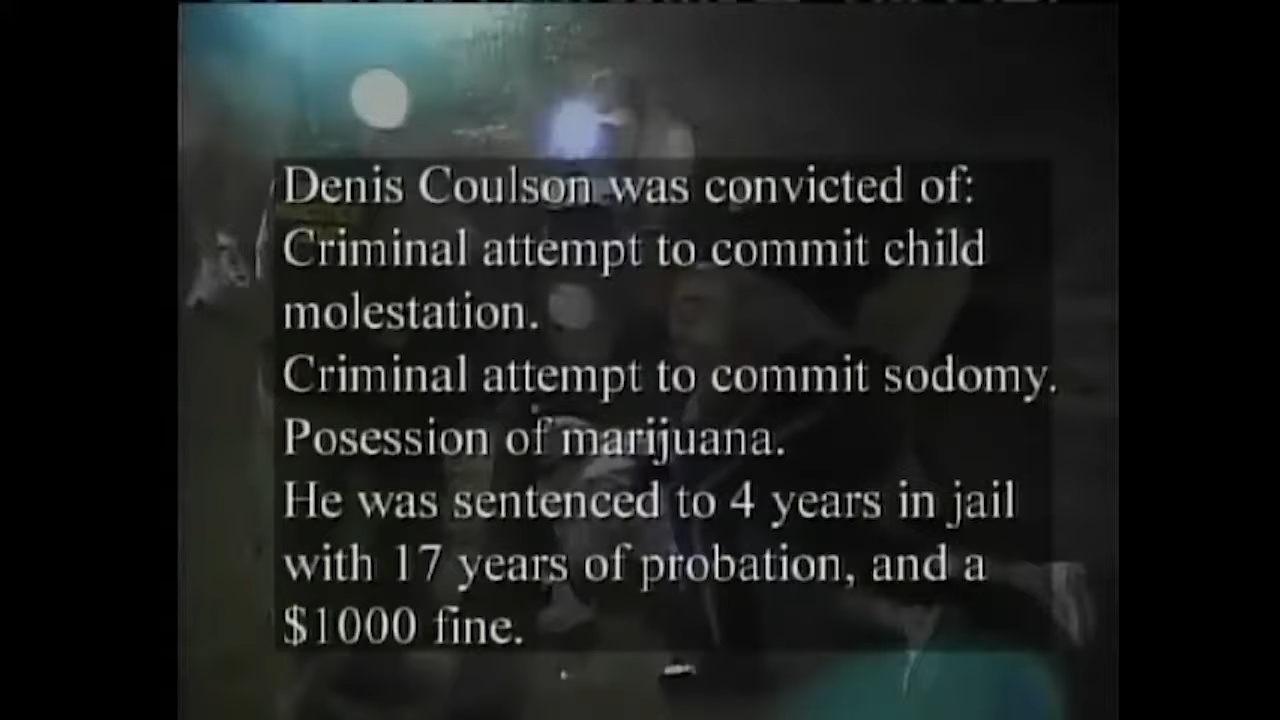 Denis Coulson was convicted of:
Criminal attempt to commit child
molestation.
Criminal attempt to commit sodomy.
Posession of marijuana.
He was sentenced to 4 years in jail
with 17 years of probation, and a
$1000 fine.